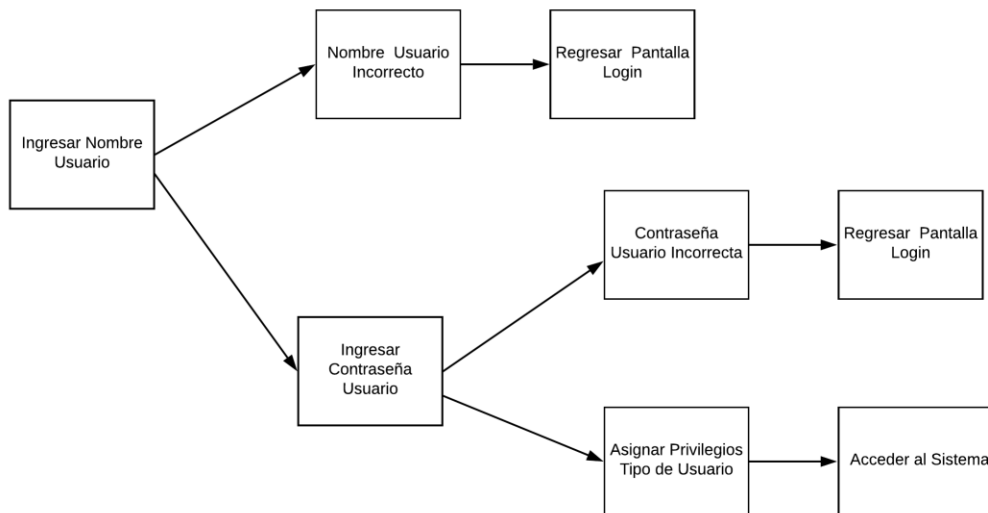 Nombre Usuario
Incorrecto
Regresar Pantalla
Login
Ingresar Nombre
Usuario
Contraseña
Usuario Incorrecta
Regresar Pantalla
Login
Ingresar
Contraseña
Usuario
Asignar Privilegios
Tipo de Usuario
Acceder al Sistema